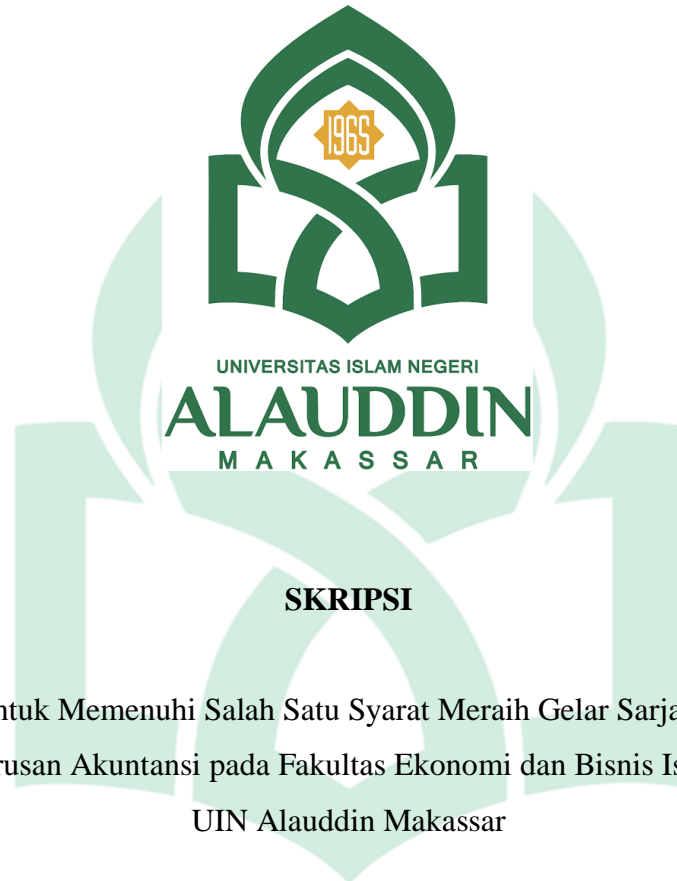 1965
UNIVERSITAS ISLAM NEGERI
ALAUDDIN
MAKASSAR
SKRIPSI
ntuk Memenuhi Salah Satu Syarat Meraih Gelar Sarja
rusan Akuntansi pada Fakultas Ekonomi dan Bisnis Is
UIN Alauddin Makassar